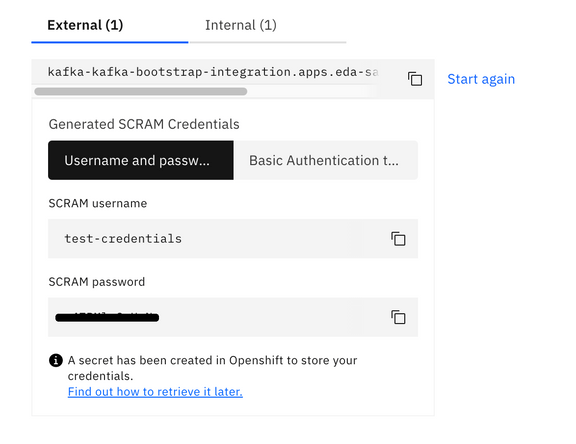 External (1)
Internal (1)
kafka-kafka-bootstrap-integration.apps.eda-sa
Start again
Generated SCRAM Credentials
Username and passw...
Basic Authentication t...
SCRAM username
test-credentials
SCRAM password
A secret has been created in Openshift to store your
credentials.
Find out how to retrieve it later.